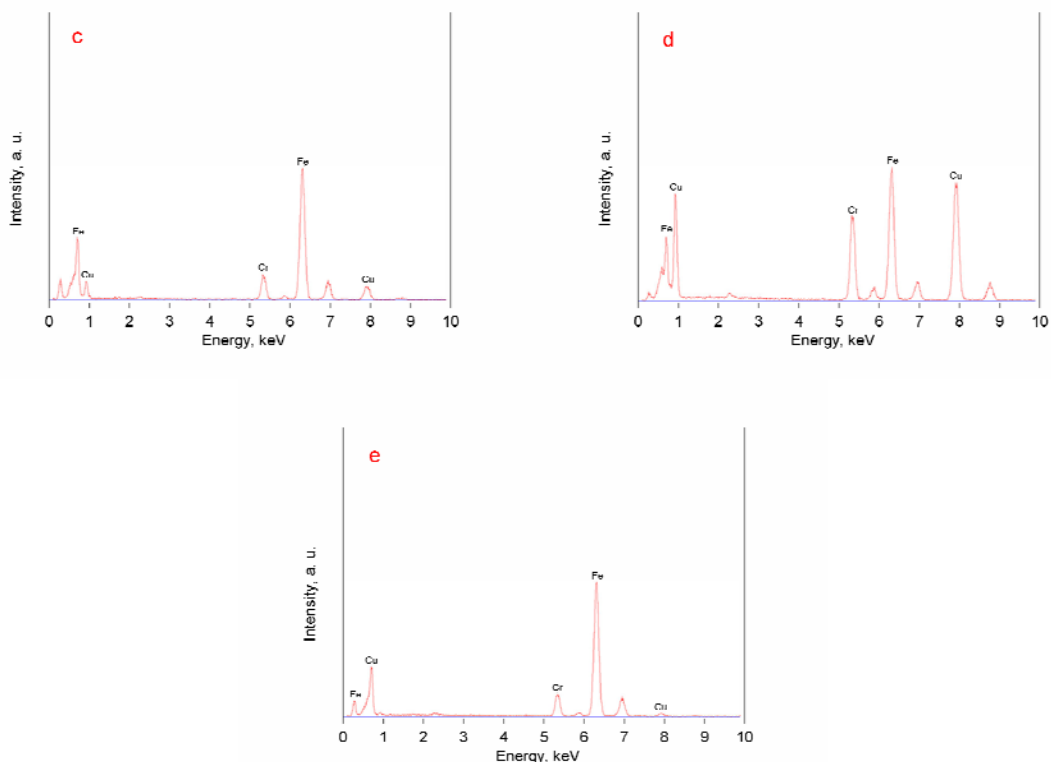 c
Intensity, a. u.
Fe
Cu
Cr
Fe
Cu
0 1 2 3 4 5 6 7 8 9 10
Energy, keV
d
Intensity, a. u.
Fe
Cu
Cr
Fe
Cu
0 1 2 3 4 5 6 7 8 9 10
Energy, keV
e
Intensity, a. u.
Fe
Cu
Cr
Fe
Cu
0 1 2 3 4 5 6 7 8 9 10
Energy, keV